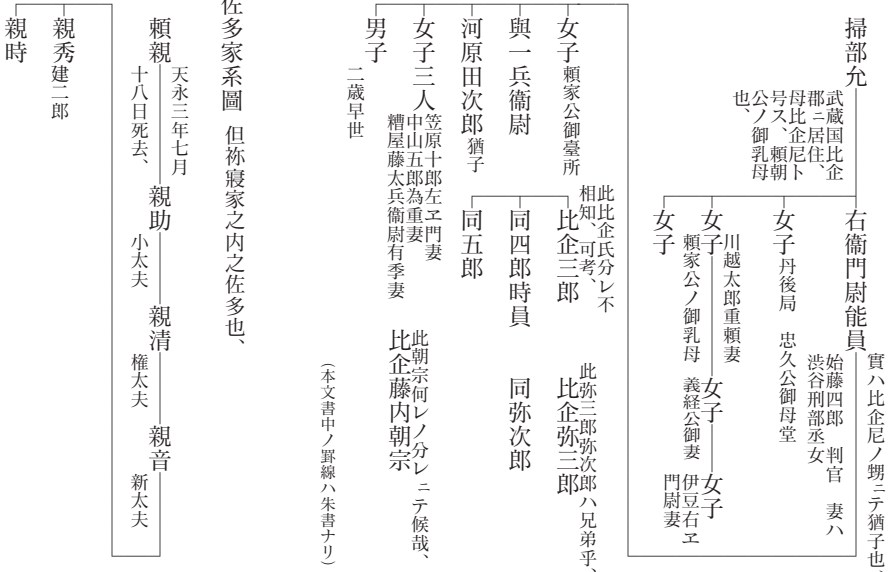 掃部允
武蔵国比企
郡ニ居住、
母比企尼ト
号ス、頼朝
公ノ御乳母
也、
右衛門尉能員
實ハ比企尼ノ甥ニテ猶子也、
始藤四郎 判官 妻ハ
渋谷刑部丞女
女子 丹後局 忠久公御母堂
女子
川越太郎重頼妻
頼家公ノ御乳母
女子
義経公御妻
女子
伊豆右ヱ
門尉妻
女子
女子 頼家公御臺所
與一兵衞尉
河原田次郎 猶子
女子三人
笠原十郎左ヱ門妻
中山五郎為重妻
糟屋藤太兵衞尉有季妻
男子
二歳早世
此比企氏分レ不
相知、可考、
比企三郎
同四郎時員
同五郎
此弥三郎弥次郎ハ兄弟乎、
比企弥三郎
同弥次郎
此朝宗何レノ分レニテ候哉、
比企藤内朝宗
(本文書中ノ罫線ハ朱書ナリ)
佐多家系圖 但祢寝家之内之佐多也、
頼親
天永三年七月
十八日死去、
親助
小太夫
親清
権太夫
親音
新太夫
親秀 建二郎
親時